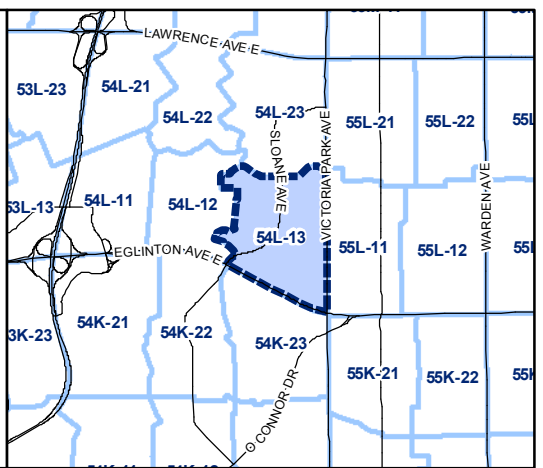 LAWRENCE AVE E
53L-23
54L-21
54L-22
54L-23
55L-21
55L-22
SLOANE AVE
VICTORIA PARK AVE
WARDEN AVE
53L-13
54L-11
54L-12
54L-13
55L-11
55L-12
EGLINTON AVE E
3K-23
54K-21
54K-22
54K-23
55K-21
55K-22
O'CONNOR DR